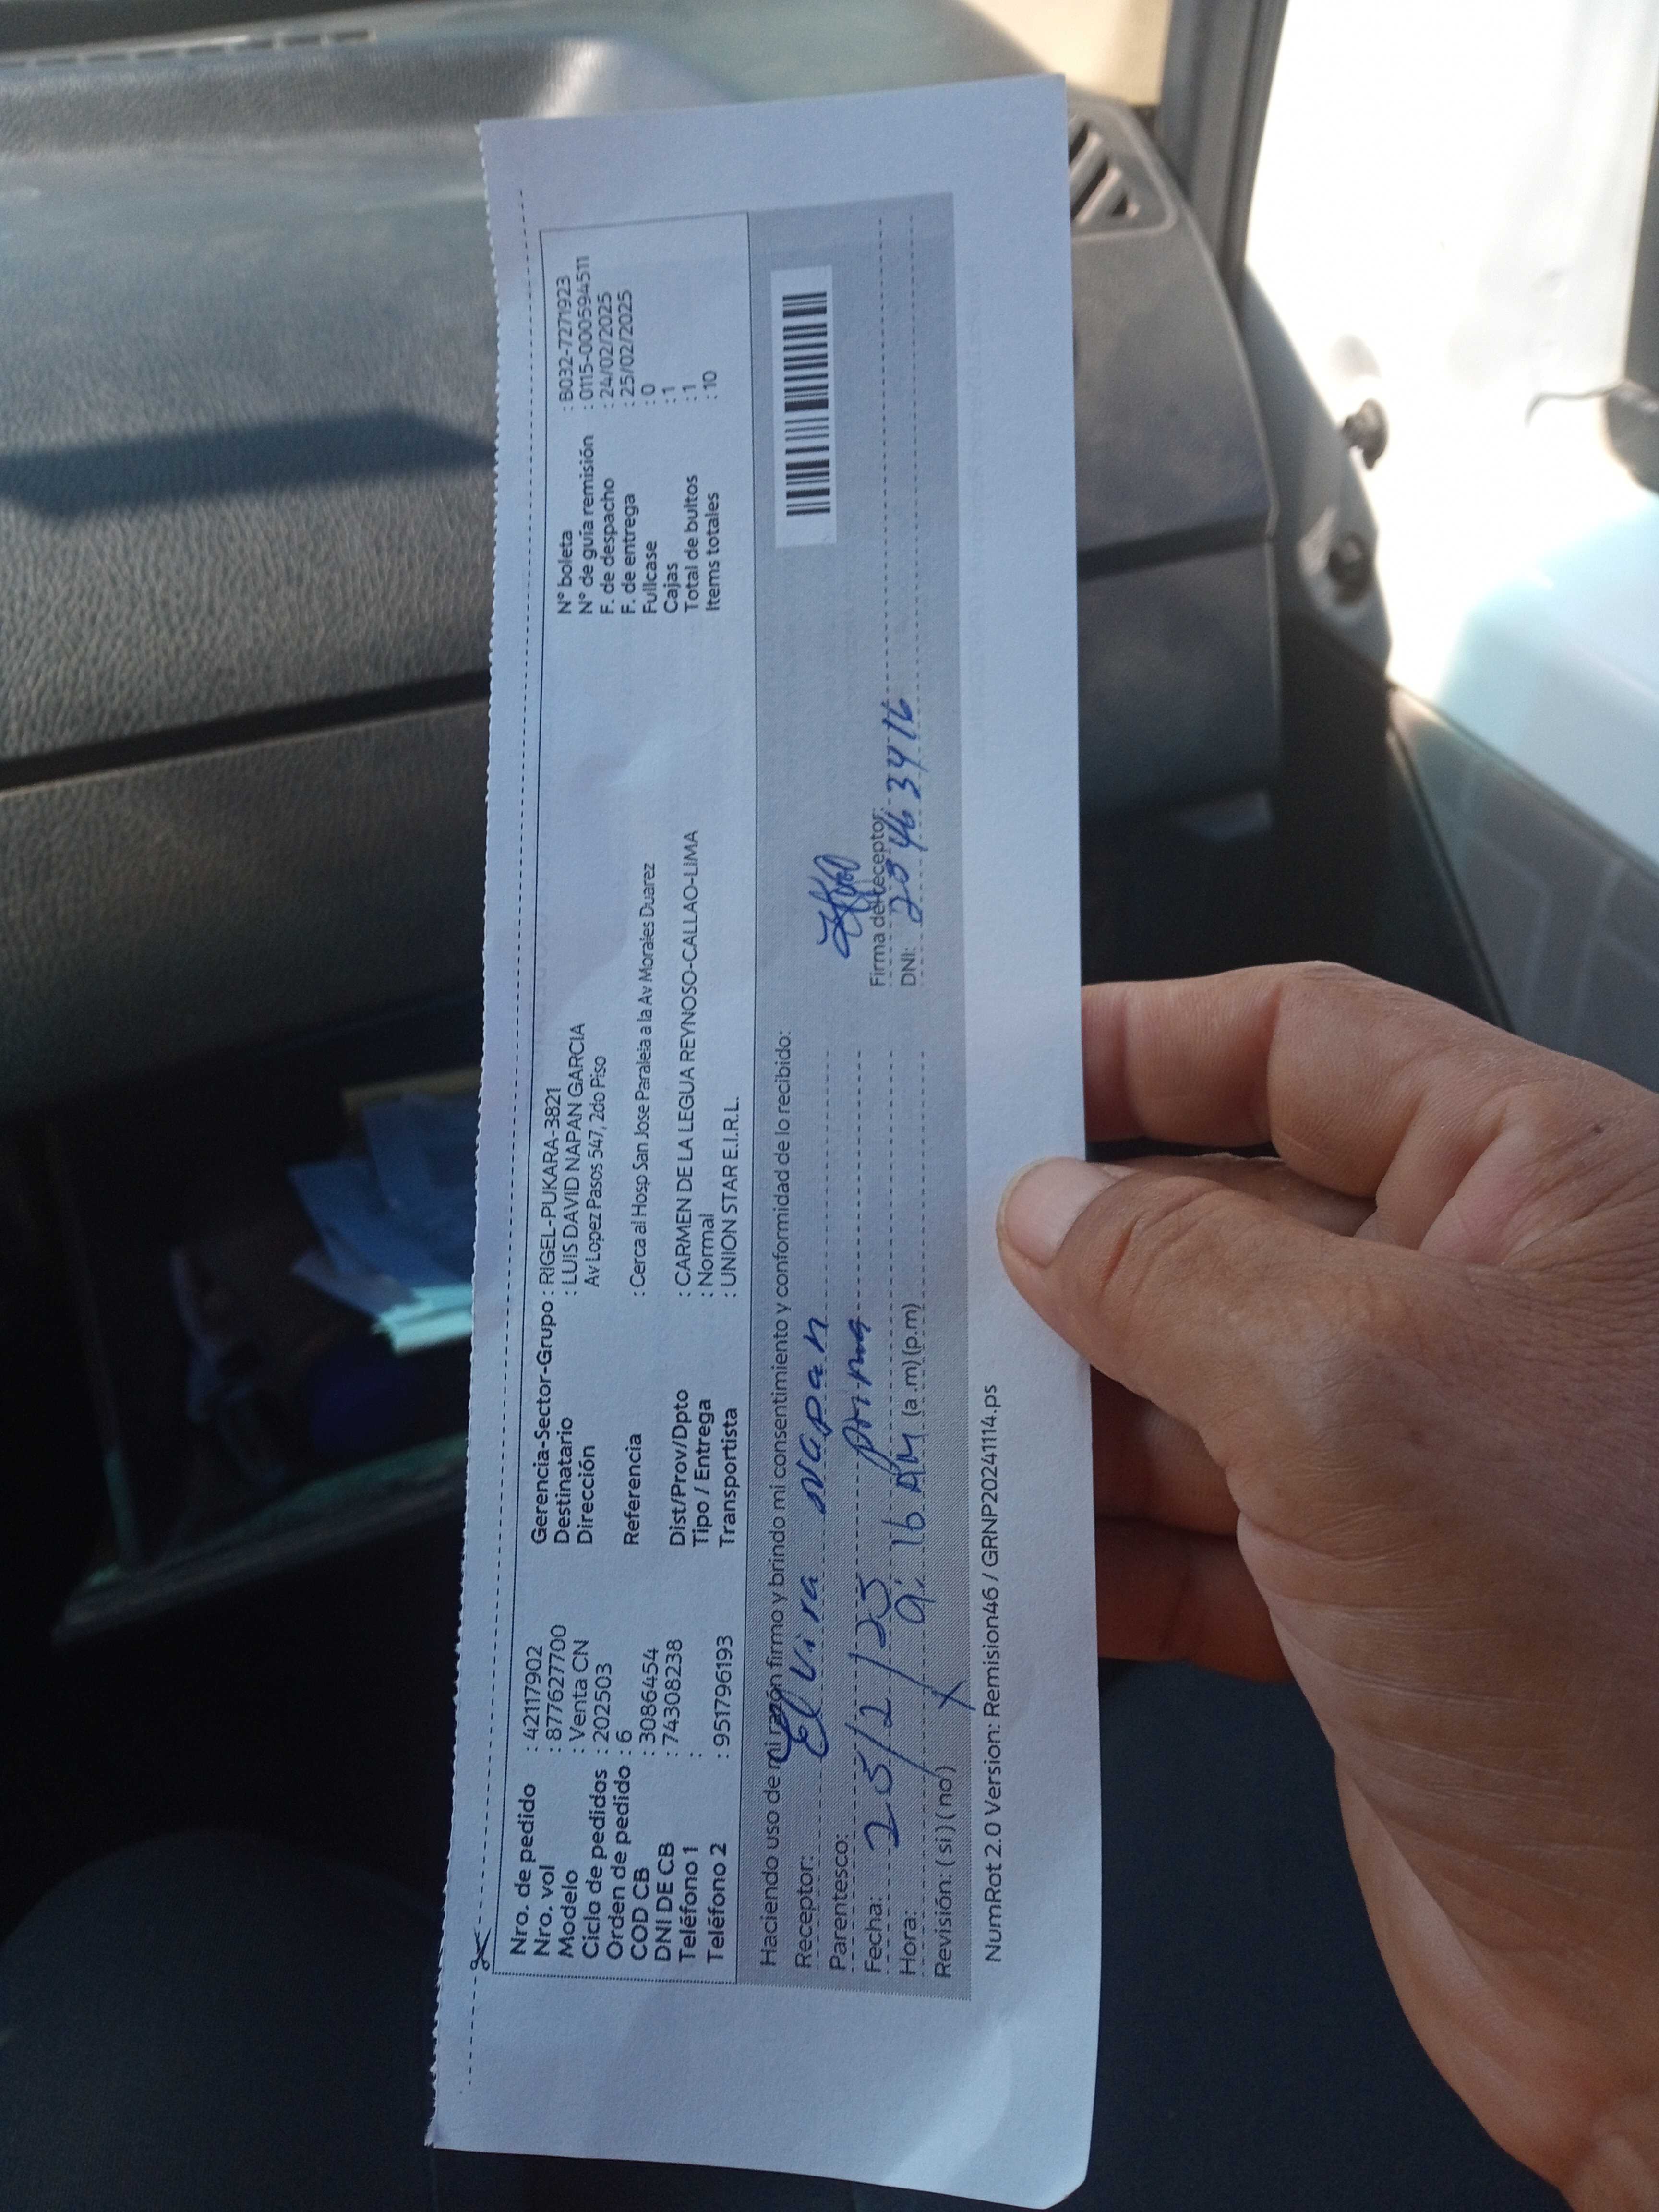 Nro. de pedido : 42117902
Nro. vol : 877627700
Modelo : Venta CN
Ciclo de pedidos : 202503
Orden de pedido : 6
COD CB : 3086454
DNI DE CB : 74308238
Teléfono 1 :
Teléfono 2 : 951796193
Gerencia-Sector-Grupo : RIGEL-PUKARA-3821
Destinatario : LUIS DAVID NAPAN GARCIA
Dirección Av Lopez Pasos 547, 2do Piso
Referencia : Cerca al Hosp San Jose Paralela a la Av Morales Duarez
Dist/Prov/Dpto : CARMEN DE LA LEGUA REYNOSO-CALLAO-LIMA
Tipo / Entrega : Normal
Transportista : UNION STAR E.I.R.L.
N° boleta : B032-7271923
N° de guía remisión : 0115-000594511
F. de despacho : 24/02/2025
F. de entrega : 25/02/2025
Fullcase : 0
Cajas : 1
Total de bultos : 1
Items totales : 10
Haciendo uso de mi razón firmo y brindo mi consentimiento y conformidad de lo recibido:
Receptor: Elvira Napan
Parentesco: prima
Fecha: 25/2/25
Hora: 9:16 AM (a.m) (p.m)
Revisión: ( si ) ( no ) X
Firma del receptor:
DNI:
NumRot 2.0 Version: Remision46 / GRNP20241114.ps